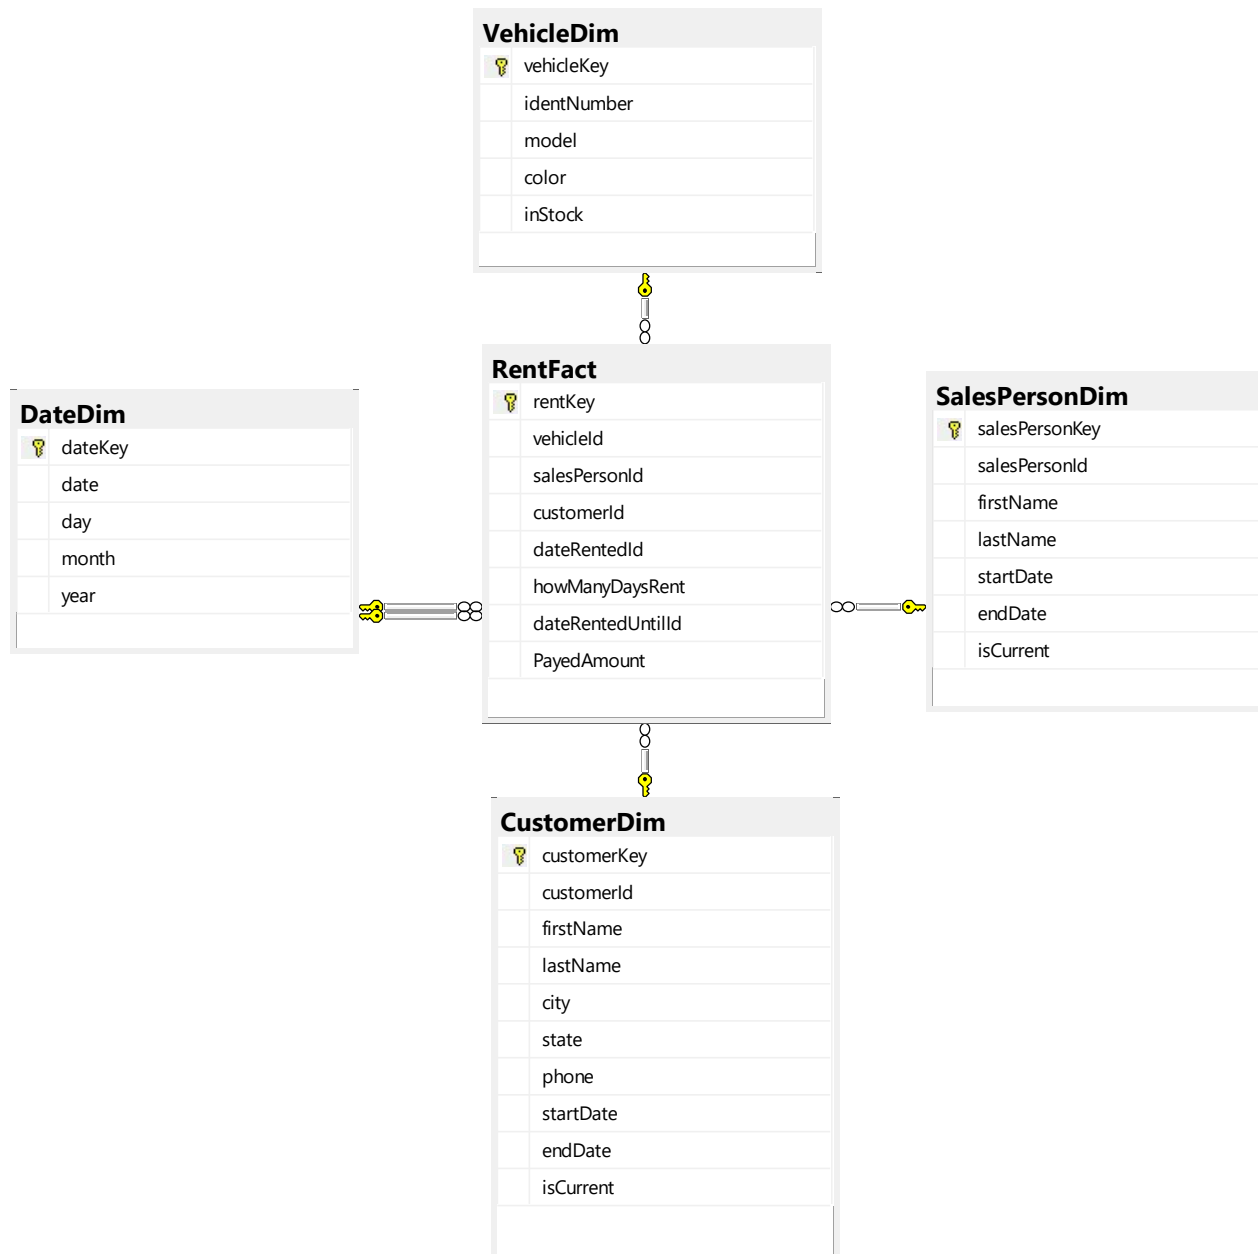 VehicleDim
vehicleKey
identNumber
model
color
inStock
RentFact
rentKey
vehicleId
salesPersonId
customerId
dateRentedId
howManyDaysRent
dateRentedUntilId
PayedAmount
DateDim
dateKey
date
day
month
year
SalesPersonDim
salesPersonKey
salesPersonId
firstName
lastName
startDate
endDate
isCurrent
CustomerDim
customerKey
customerId
firstName
lastName
city
state
phone
startDate
endDate
isCurrent